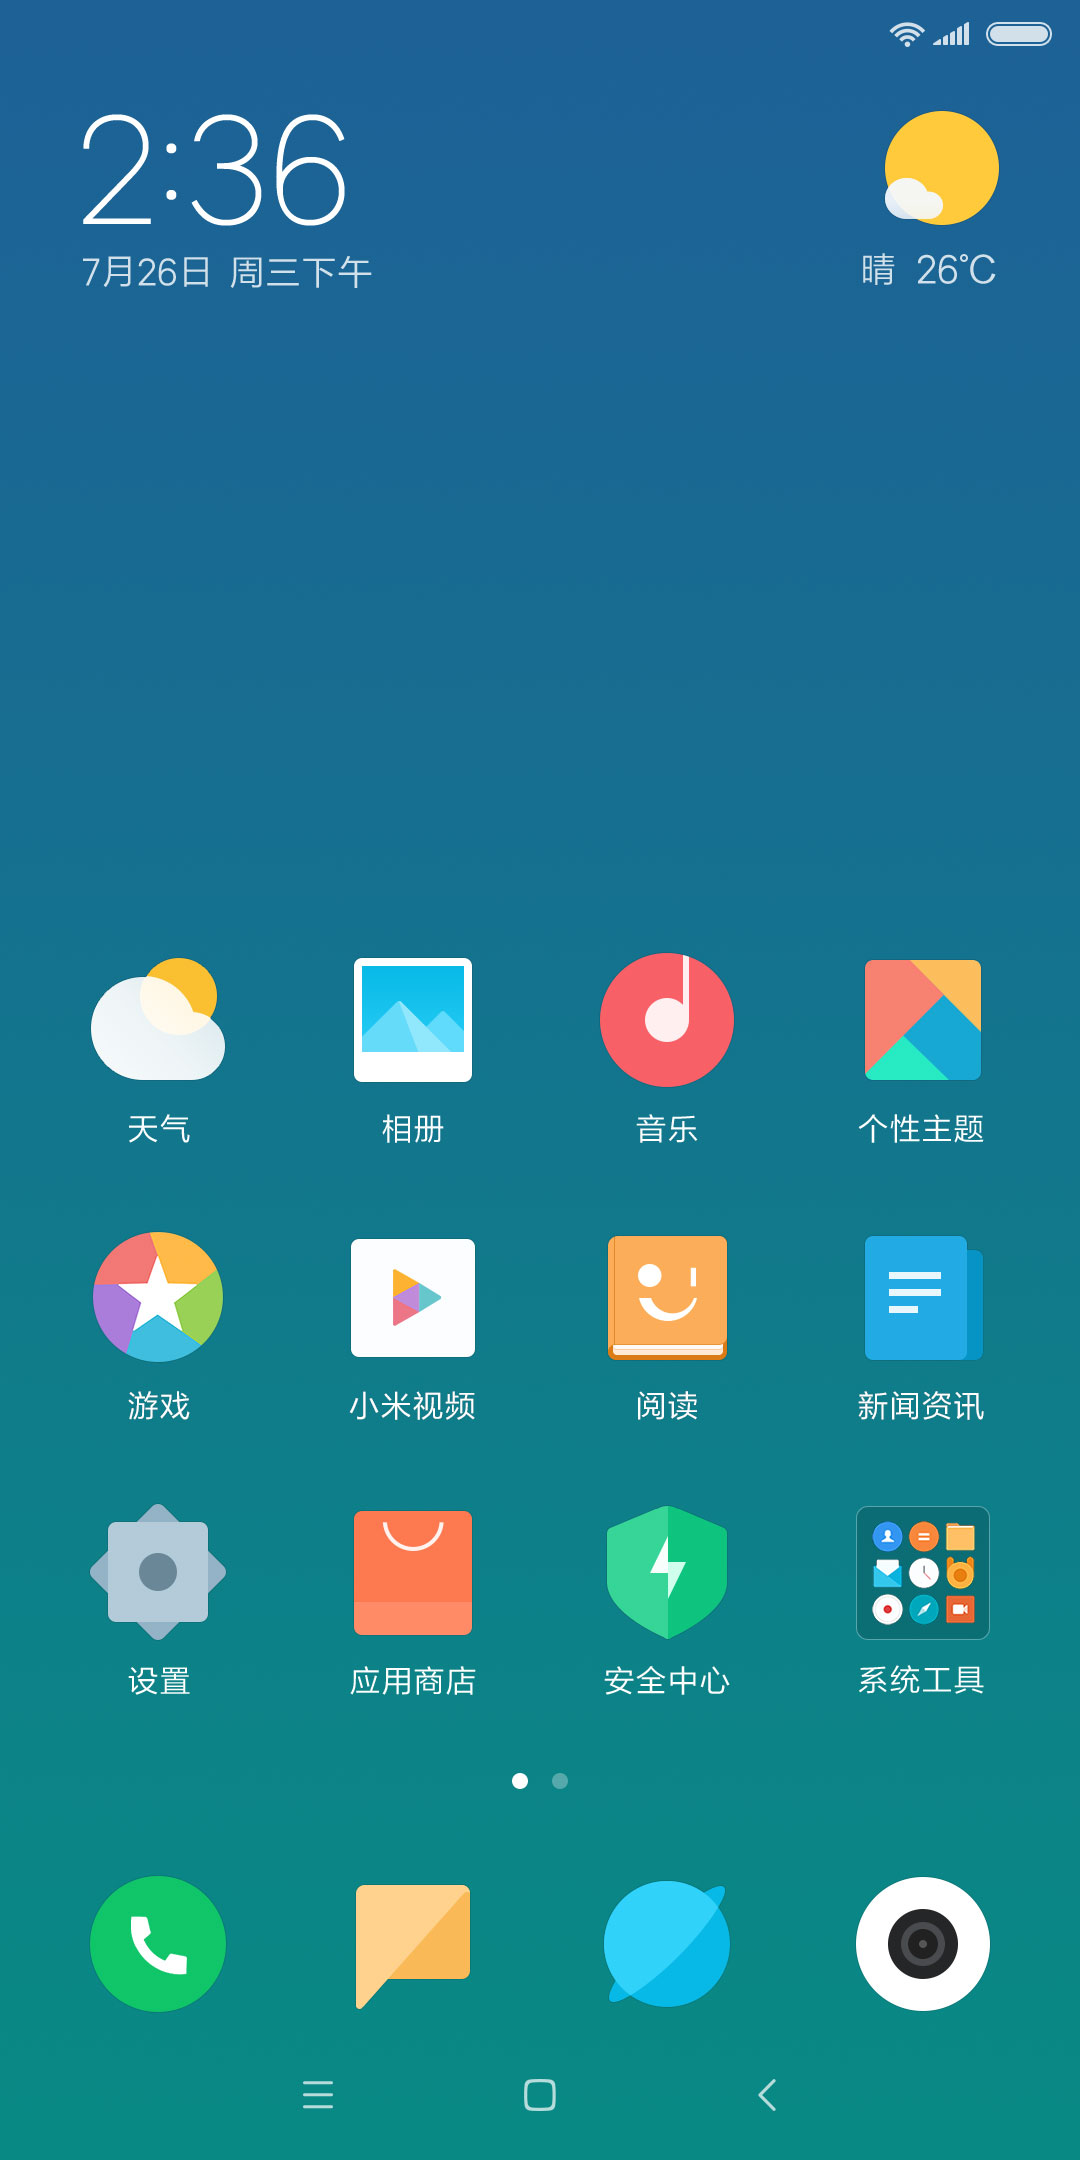 2:36
7月26日 周三下午
晴 26°C
天气 相册 音乐 个性主题
游戏 小米视频 阅读 新闻资讯
设置 应用商店 安全中心 系统工具